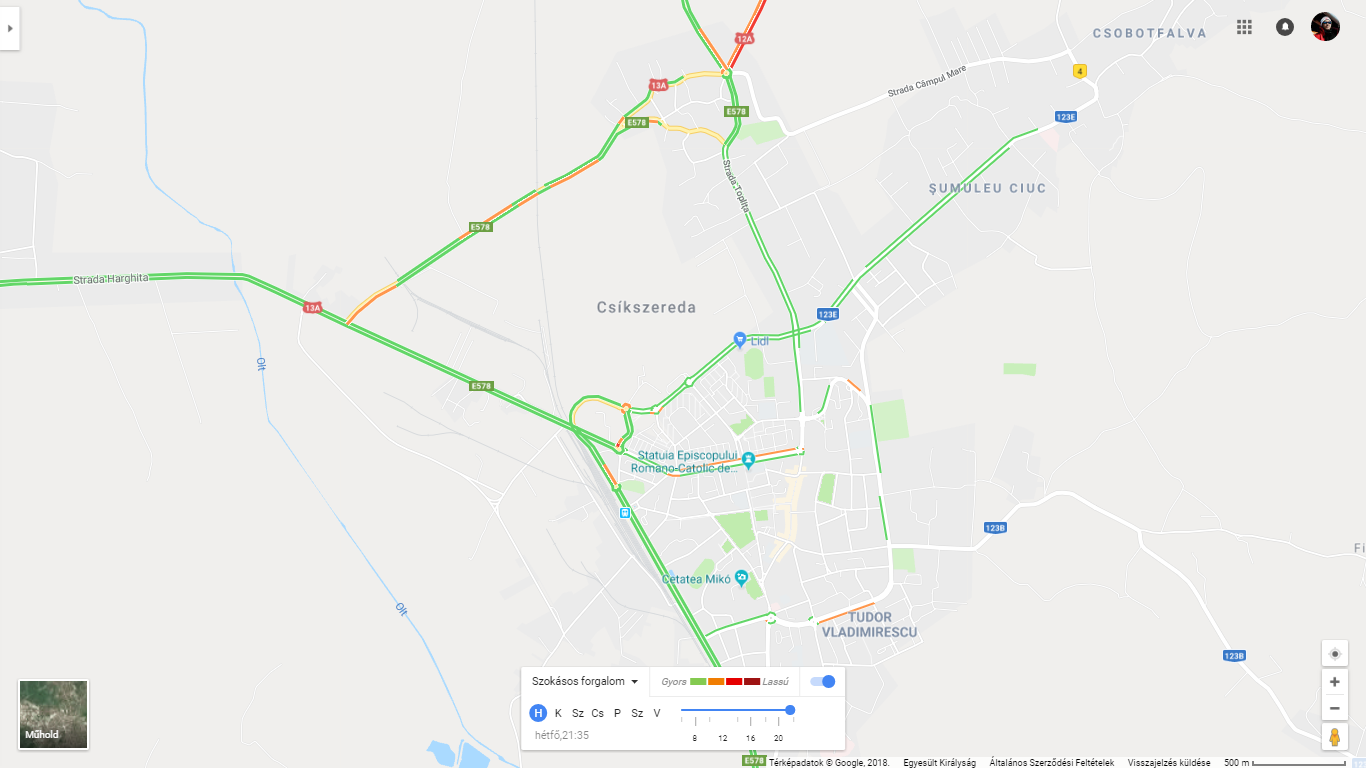 CSOBOTFALVA
12A
4
Strada Câmpul Mare
13A
E578
E578
123E
Strada Toplița
ȘUMULEU CIUC
E578
Strada Harghita
13A
Csíkszereda
123E
Lidl
Olt
E578
Statuia Episcopului
Romano-Catolic de...
123B
Fi
Cetatea Mikó
Olt
TUDOR
VLADIMIRESCU
123B
Szokásos forgalom
Gyors
Lassú
H K Sz Cs P Sz V
8 12 16 20
hétfő,21:35
Műhold
E578
Térképadatok © Google, 2018. Egyesült Királyság Általános Szerződési Feltételek Visszajelzés küldése 500 m